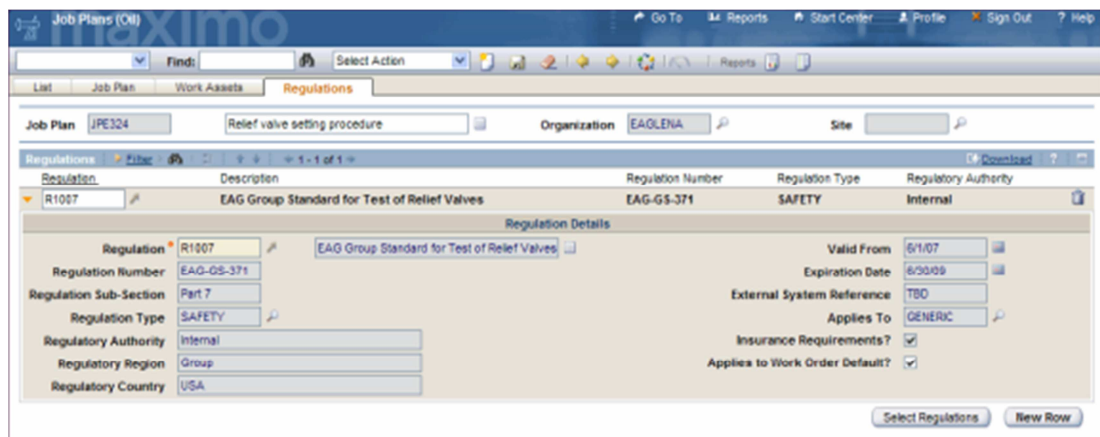 maximo
Job Plans (Oil)
Go To Reports Start Center Profile Sign Out ? Help
Find: Select Action Reports
List Job Plan Work Assets Regulations
Job Plan JPE324 Relief valve setting procedure Organization EAGLENA Site
Regulations Filter 1 - 1 of 1 Download ?
Regulation Description Regulation Number Regulation Type Regulatory Authority
R1007 EAG Group Standard for Test of Relief Valves EAG-GS-371 SAFETY Internal
Regulation Details
Regulation * R1007 EAG Group Standard for Test of Relief Valves Valid From 6/1/07
Regulation Number EAG-GS-371 Expiration Date 6/30/09
Regulation Sub-Section Part 7 External System Reference TBD
Regulation Type SAFETY Applies To GENERIC
Regulatory Authority Internal Insurance Requirements?
Regulatory Region Group Applies to Work Order Default?
Regulatory Country USA
Select Regulations New Row